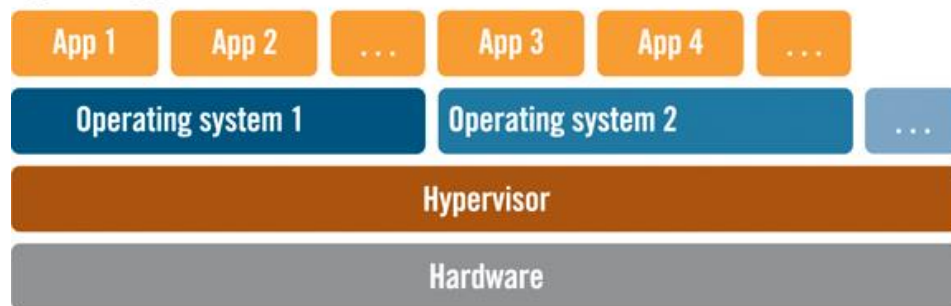 App 1 App 2 ... App 3 App 4 ...
Operating system 1 Operating system 2 ...
Hypervisor
Hardware